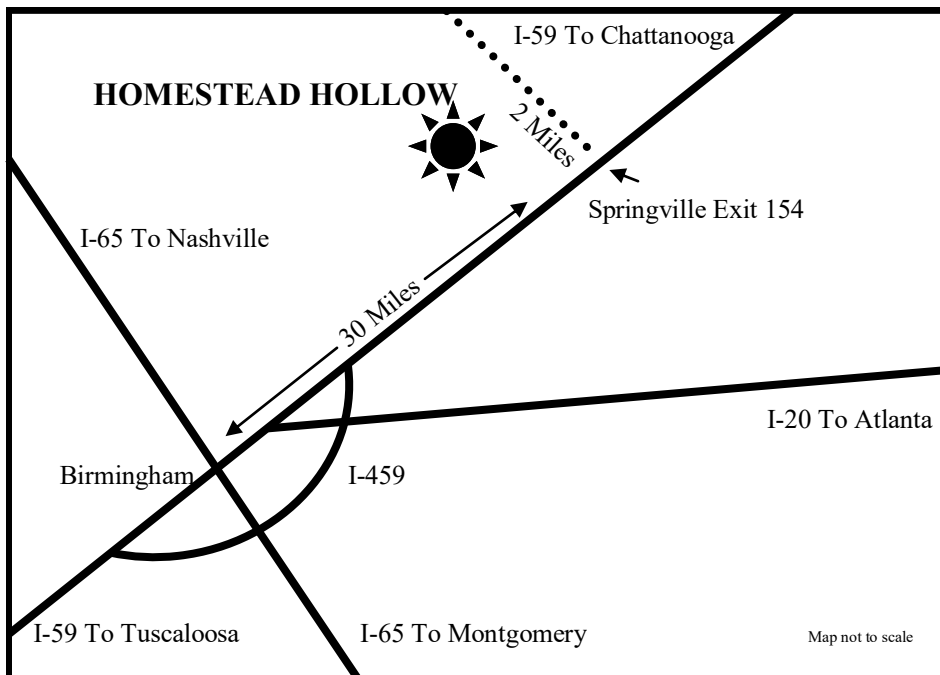 I-59 To Chattanooga
HOMESTEAD HOLLOW
2 Miles
Springville Exit 154
I-65 To Nashville
30 Miles
I-20 To Atlanta
Birmingham
I-459
I-59 To Tuscaloosa
I-65 To Montgomery
Map not to scale